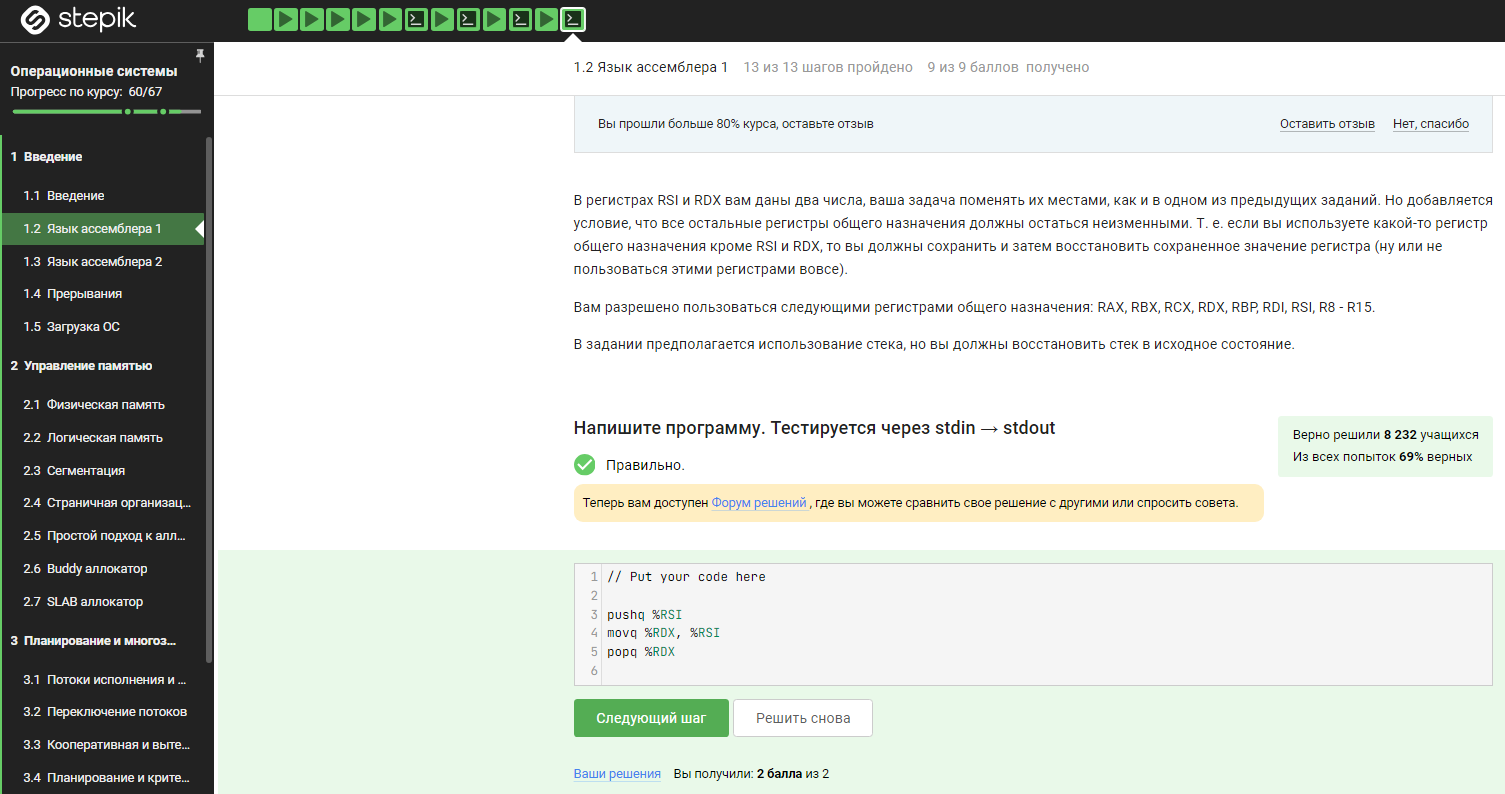 stepik
Операционные системы
Прогресс по курсу: 60/67
1 Введение
1.1 Введение
1.2 Язык ассемблера 1
1.3 Язык ассемблера 2
1.4 Прерывания
1.5 Загрузка ОС
2 Управление памятью
2.1 Физическая память
2.2 Логическая память
2.3 Сегментация
2.4 Страничная организац...
2.5 Простой подход к алл...
2.6 Buddy аллокатор
2.7 SLAB аллокатор
3 Планирование и многоз...
3.1 Потоки исполнения и ...
3.2 Переключение потоков
3.3 Кооперативная и выте...
3.4 Планирование и крите...
1.2 Язык ассемблера 1 13 из 13 шагов пройдено 9 из 9 баллов получено
Вы прошли больше 80% курса, оставьте отзыв Оставить отзыв Нет, спасибо
В регистрах RSI и RDX вам даны два числа, ваша задача поменять их местами, как и в одном из предыдущих заданий. Но добавляется
условие, что все остальные регистры общего назначения должны остаться неизменными. Т. е. если вы используете какой-то регистр
общего назначения кроме RSI и RDX, то вы должны сохранить и затем восстановить сохраненное значение регистра (ну или не
пользоваться этими регистрами вовсе).
Вам разрешено пользоваться следующими регистрами общего назначения: RAX, RBX, RCX, RDX, RBP, RDI, RSI, R8 - R15.
В задании предполагается использование стека, но вы должны восстановить стек в исходное состояние.
Напишите программу. Тестируется через stdin → stdout
Верно решили 8 232 учащихся
Из всех попыток 69% верных
Правильно.
Теперь вам доступен Форум решений , где вы можете сравнить свое решение с другими или спросить совета.
1 // Put your code here
2
3 pushq %RSI
4 movq %RDX, %RSI
5 popq %RDX
6
Следующий шаг Решить снова
Ваши решения Вы получили: 2 балла из 2